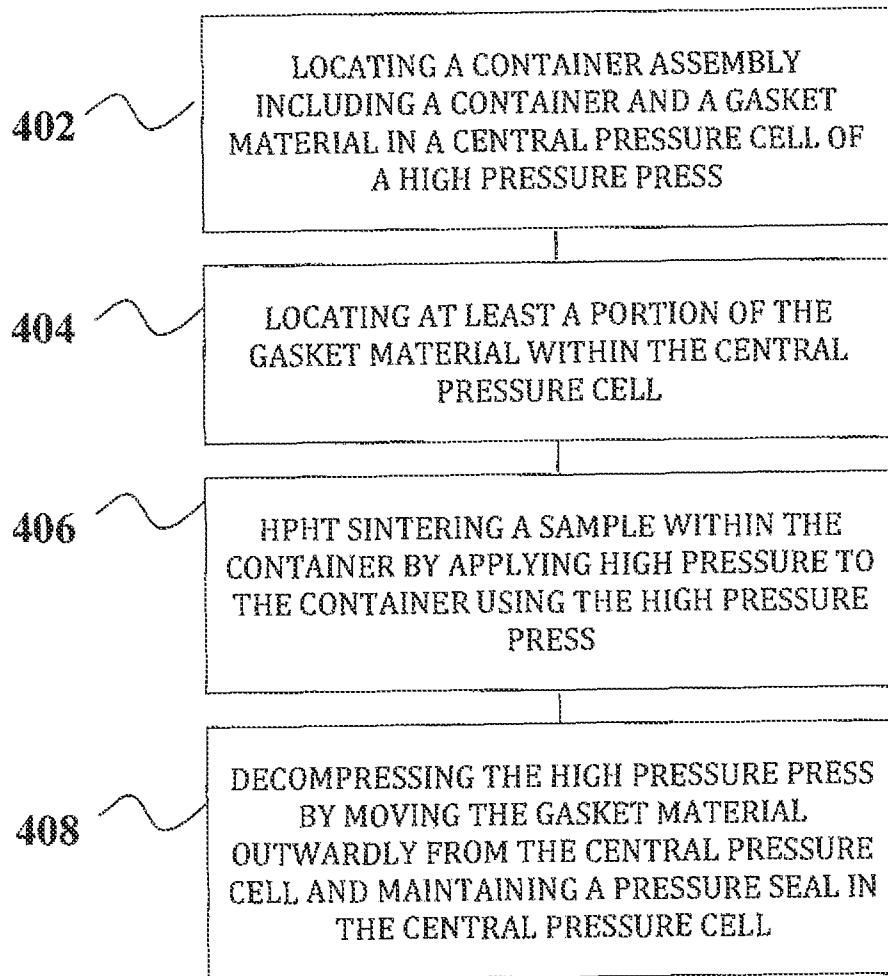 402
LOCATING A CONTAINER ASSEMBLY
INCLUDING A CONTAINER AND A GASKET
MATERIAL IN A CENTRAL PRESSURE CELL OF
A HIGH PRESSURE PRESS
404
LOCATING AT LEAST A PORTION OF THE
GASKET MATERIAL WITHIN THE CENTRAL
PRESSURE CELL
406
HPHT SINTERING A SAMPLE WITHIN THE
CONTAINER BY APPLYING HIGH PRESSURE TO
THE CONTAINER USING THE HIGH PRESSURE
PRESS
408
DECOMPRESSING THE HIGH PRESSURE PRESS
BY MOVING THE GASKET MATERIAL
OUTWARDLY FROM THE CENTRAL PRESSURE
CELL AND MAINTAINING A PRESSURE SEAL IN
THE CENTRAL PRESSURE CELL